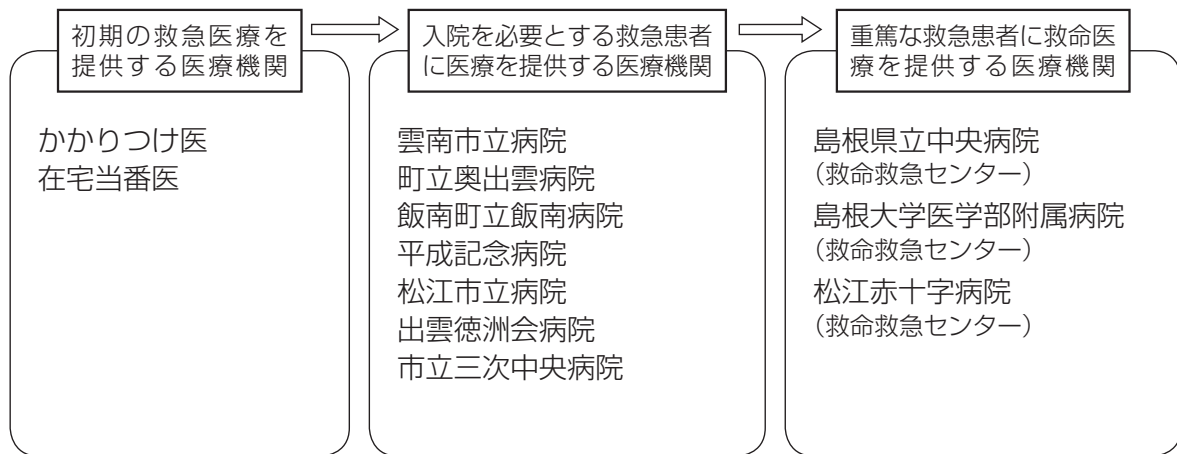 初期の救急医療を
提供する医療機関
かかりつけ医
在宅当番医
入院を必要とする救急患者
に医療を提供する医療機関
雲南市立病院
町立奥出雲病院
飯南町立飯南病院
平成記念病院
松江市立病院
出雲徳洲会病院
市立三次中央病院
重篤な救急患者に救命医
療を提供する医療機関
島根県立中央病院
(救命救急センター)
島根大学医学部附属病院
(救命救急センター)
松江赤十字病院
(救命救急センター)